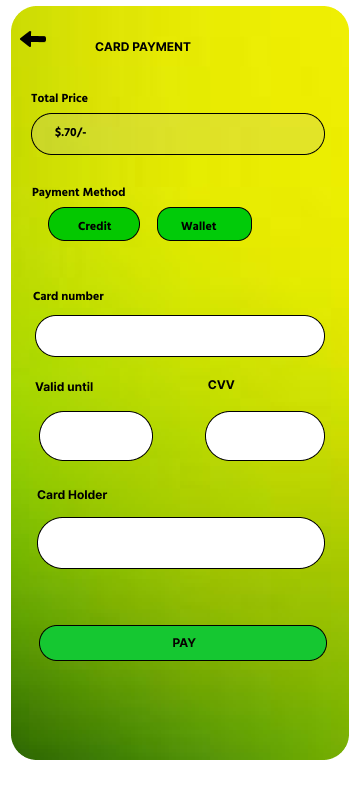 CARD PAYMENT
Total Price
$.70/-
Payment Method
Credit Wallet
Card number
Valid until CVV
Card Holder
PAY